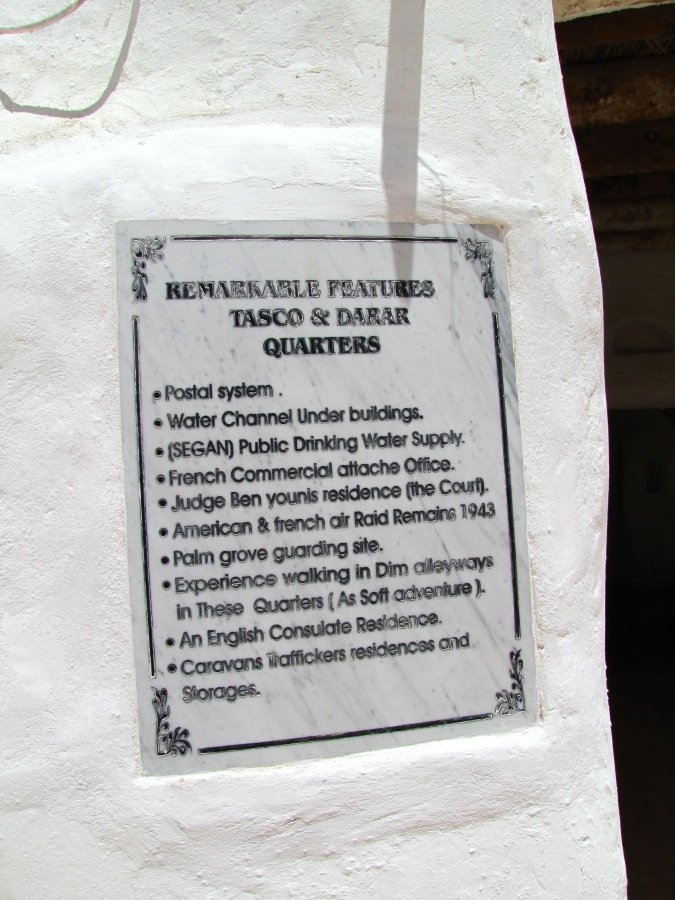 REMARKABLE FEATURES
TASCO & DARAR
QUARTERS
• Postal system .
• Water Channel Under buildings.
• (SEGAN) Public Drinking Water Supply.
• French Commercial attache Office.
• Judge Ben younis residence (the Court).
• American & french air Raid Remains 1943
• Palm grove guarding site.
• Experience walking in Dim alleyways
in These Quarters ( As Soft adventure ).
• An English Consulate Residence.
• Caravans Traffickers residences and
Storages.